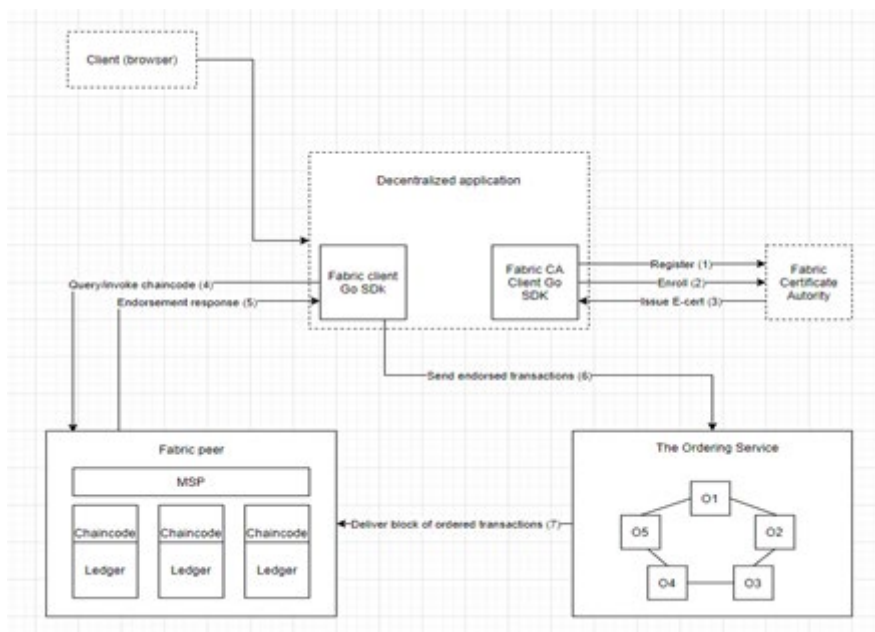 Client (browser)
Decentralized application
Fabric client
Go SDk
Fabric CA
Client Go
SDK
Register (1)
Enroll (2)
Issue E-cert (3)
Fabric
Certificate
Autority
Query/invoke chaincode (4)
Endorsement response (5)
Send endorsed transactions (6)
Fabric peer
MSP
Chaincode
Chaincode
Chaincode
Ledger
Ledger
Ledger
Deliver block of ordered transactions (7)
The Ordering Service
O1
O5
O2
O4
O3